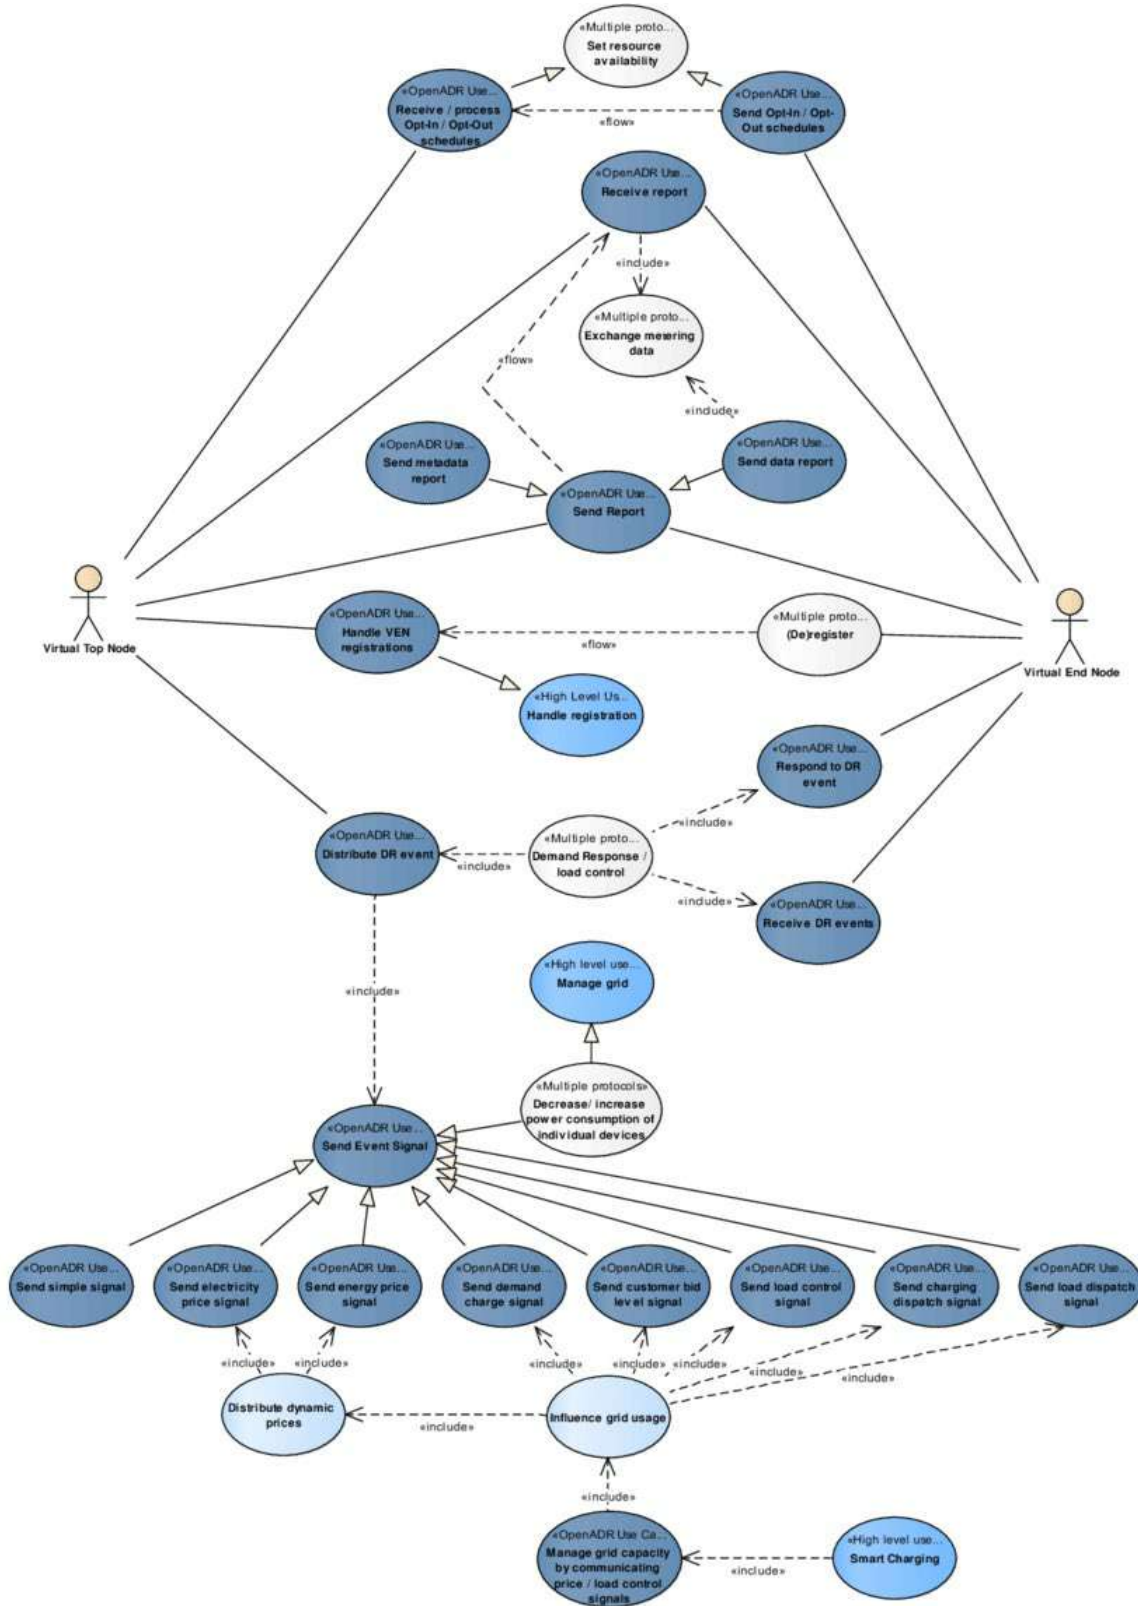 «Multiple proto...
Set resource
availability
«OpenADR Use...
Receive / process
Opt-In / Opt-Out
schedules
«OpenADR Use...
Send Opt-In / Opt-
Out schedules
«flow»
«OpenADR Use...
Receive report
«include»
«Multiple proto...
Exchange metering
data
«flow»
«include»
«OpenADR Use...
Send metadata
report
«OpenADR Use...
Send data report
«OpenADR Use...
Send Report
Virtual Top Node
«OpenADR Use...
Handle VEN
registrations
«flow»
«Multiple proto...
(De)register
Virtual End Node
«High Level Us...
Handle registration
«OpenADR Use...
Respond to DR
event
«include»
«OpenADR Use...
Distribute DR event
«include»
«Multiple proto...
Demand Response /
load control
«include»
«OpenADR Use...
Receive DR events
«High level use...
Manage grid
«include»
«Multiple protocols»
Decrease/ increase
power consumption of
individual devices
«OpenADR Use...
Send Event Signal
«OpenADR Use...
Send simple signal
«OpenADR Use...
Send electricity
price signal
«OpenADR Use...
Send energy price
signal
«OpenADR Use...
Send demand
charge signal
«OpenADR Use...
Send customer bid
level signal
«OpenADR Use...
Send load control
signal
«OpenADR Use...
Send charging
dispatch signal
«OpenADR Use...
Send load dispatch
signal
«include»
«include»
«include»
«include»
«include»
«include»
«include»
Distribute dynamic
prices
«include»
Influence grid usage
«include»
«OpenADR Use Ca...
Manage grid capacity
by communicating
price / load control
signals
«include»
«High level use...
Smart Charging